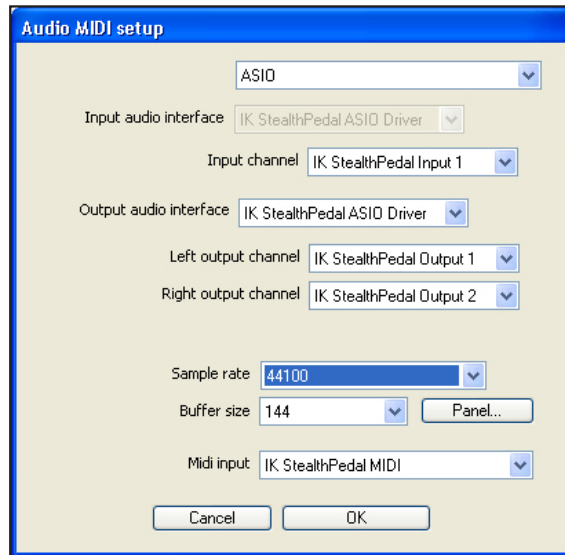 Audio MIDI setup
ASIO
Input audio interface IK StealthPedal ASIO Driver
Input channel IK StealthPedal Input 1
Output audio interface IK StealthPedal ASIO Driver
Left output channel IK StealthPedal Output 1
Right output channel IK StealthPedal Output 2
Sample rate 44100
Buffer size 144 Panel...
Midi input IK StealthPedal MIDI
Cancel OK